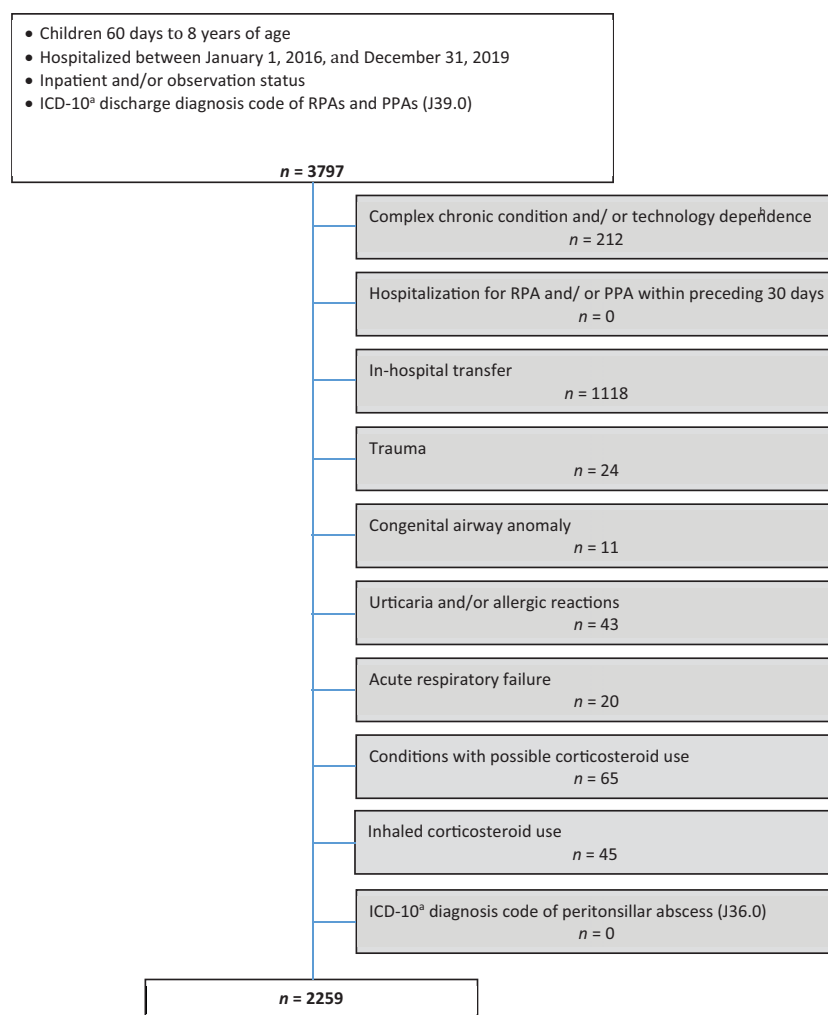 • Children 60 days to 8 years of age
• Hospitalized between January 1, 2016, and December 31, 2019
• Inpatient and/or observation status
• ICD-10ᵃ discharge diagnosis code of RPAs and PPAs (J39.0)
n = 3797
Complex chronic condition and/ or technology dependenceᵇ
n = 212
Hospitalization for RPA and/ or PPA within preceding 30 days
n = 0
In-hospital transfer
n = 1118
Trauma
n = 24
Congenital airway anomaly
n = 11
Urticaria and/or allergic reactions
n = 43
Acute respiratory failure
n = 20
Conditions with possible corticosteroid use
n = 65
Inhaled corticosteroid use
n = 45
ICD-10ᵃ diagnosis code of peritonsillar abscess (J36.0)
n = 0
n = 2259